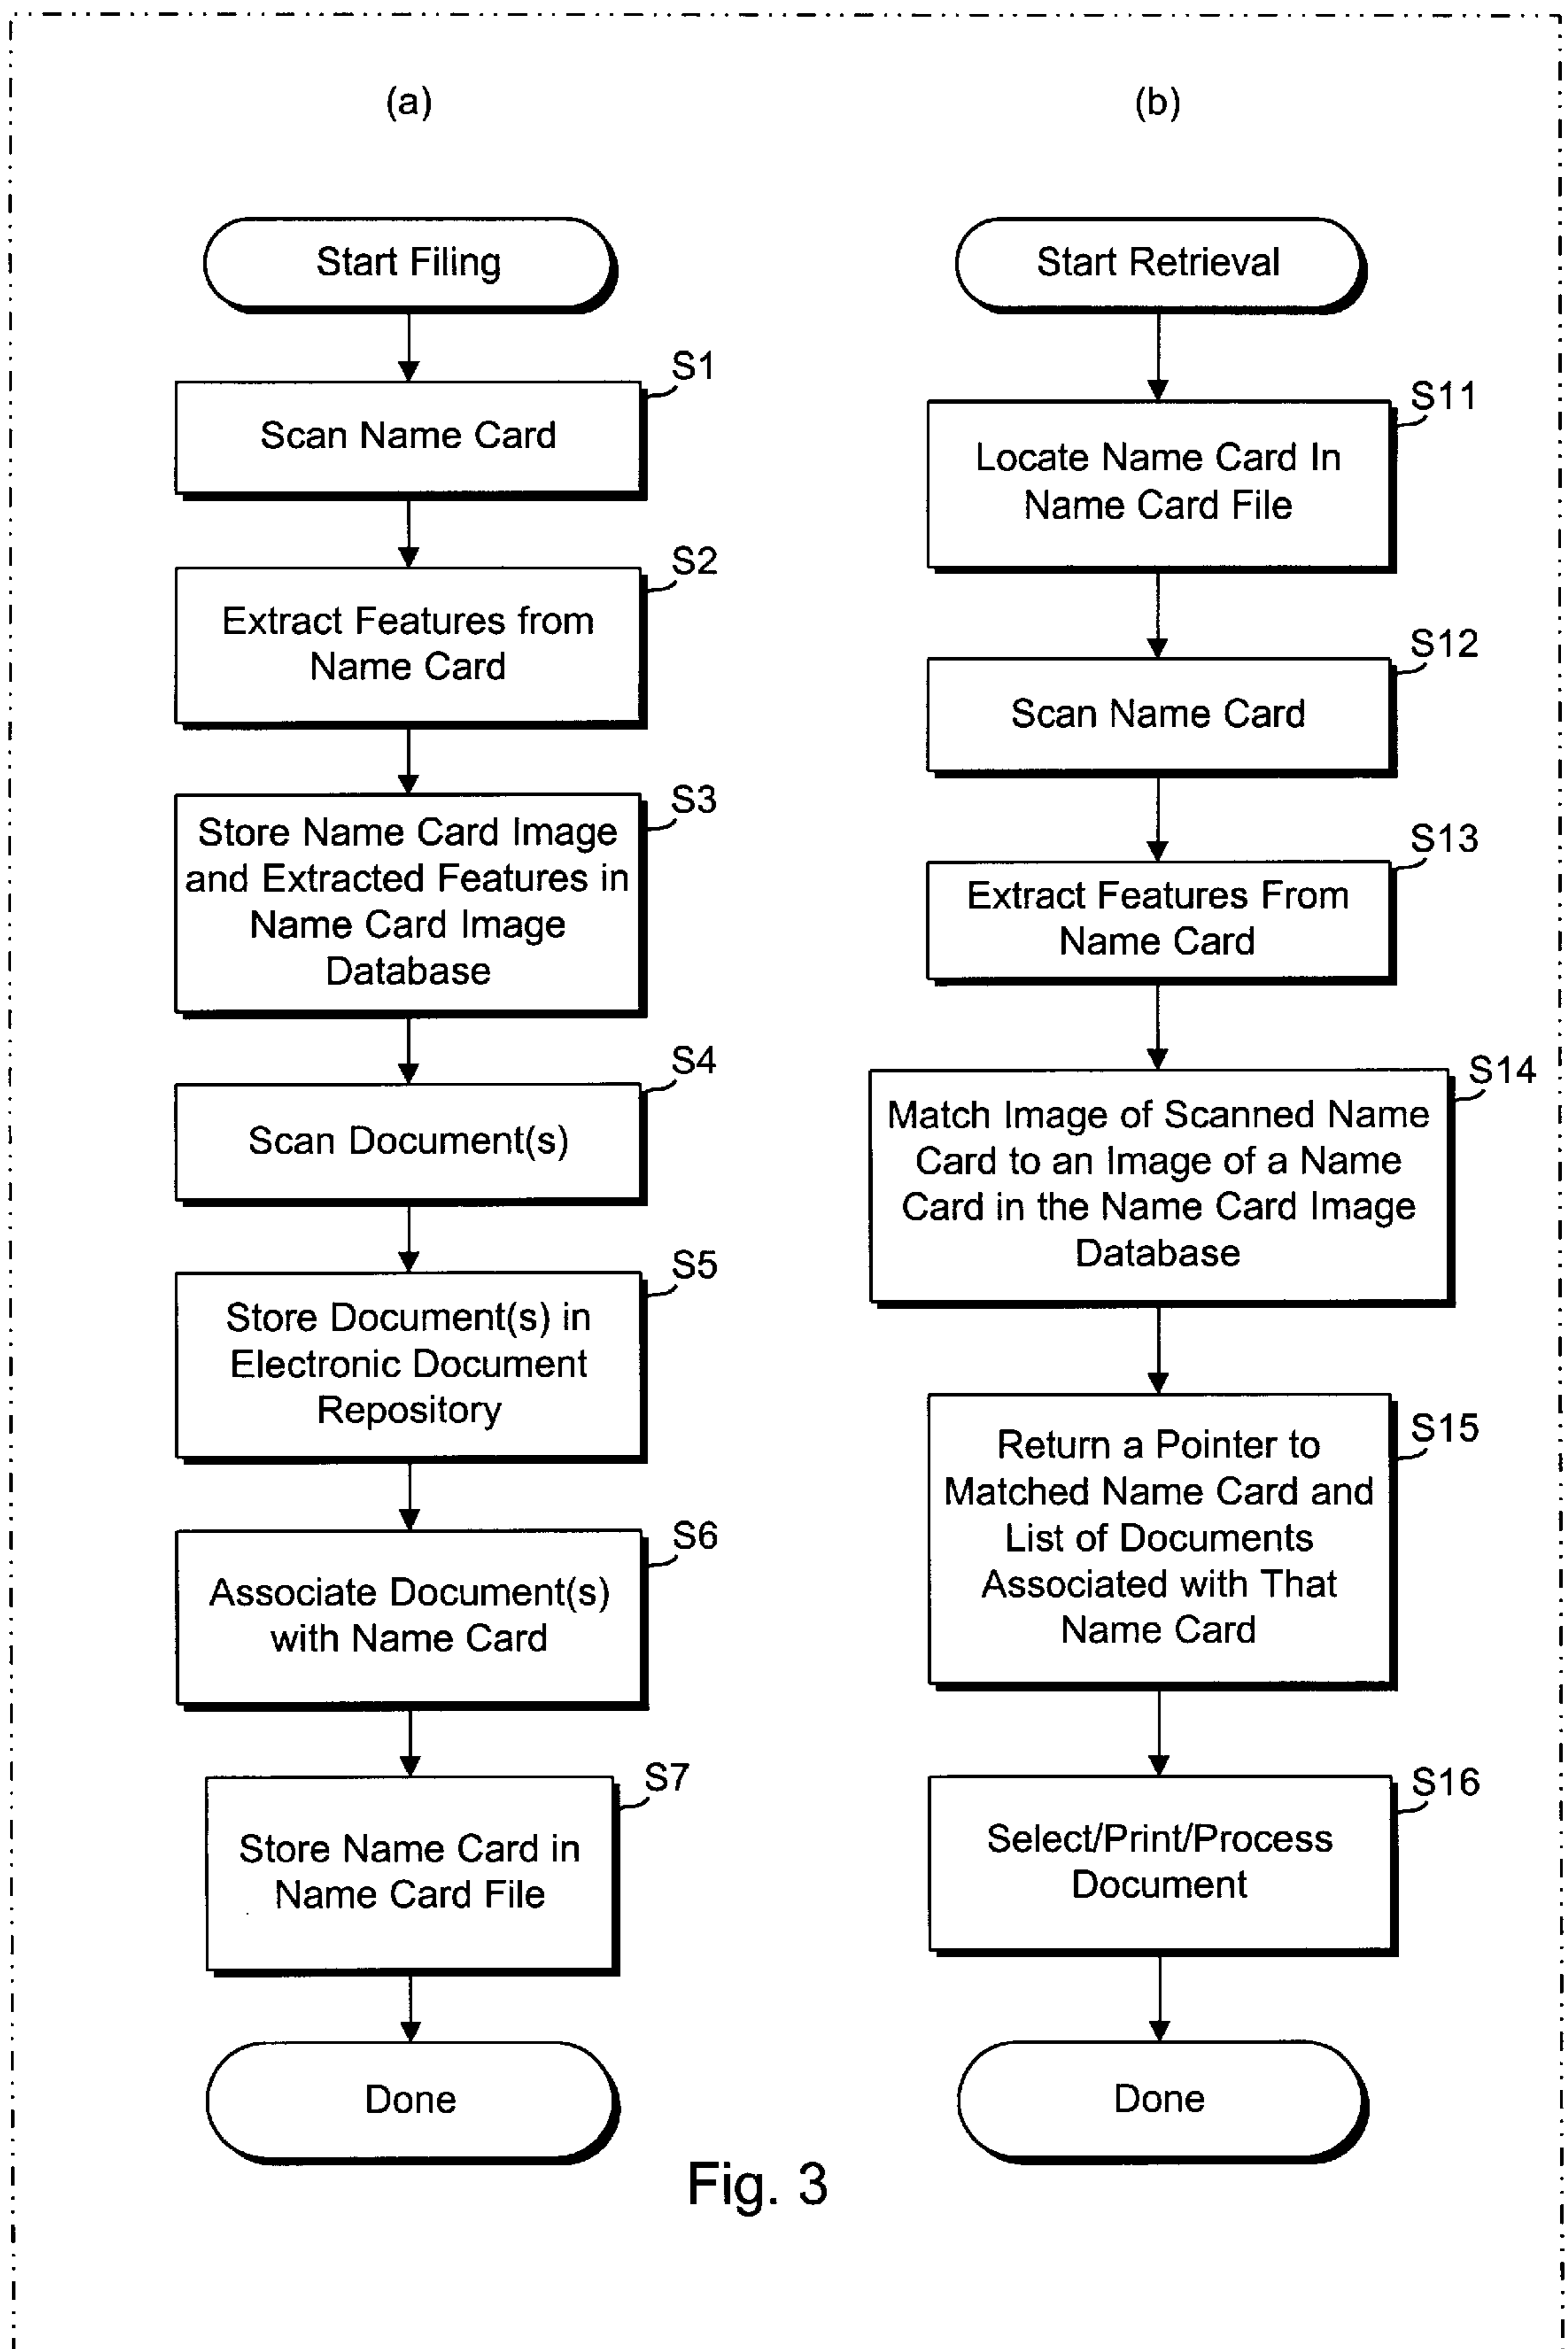 (a)
Start Filing
S1
Scan Name Card
S2
Extract Features from
Name Card
S3
Store Name Card Image
and Extracted Features in
Name Card Image
Database
S4
Scan Document(s)
S5
Store Document(s) in
Electronic Document
Repository
S6
Associate Document(s)
with Name Card
S7
Store Name Card in
Name Card File
Done
(b)
Start Retrieval
S11
Locate Name Card In
Name Card File
S12
Scan Name Card
S13
Extract Features From
Name Card
S14
Match Image of Scanned Name
Card to an Image of a Name
Card in the Name Card Image
Database
S15
Return a Pointer to
Matched Name Card and
List of Documents
Associated with That
Name Card
S16
Select/Print/Process
Document
Done
Fig. 3